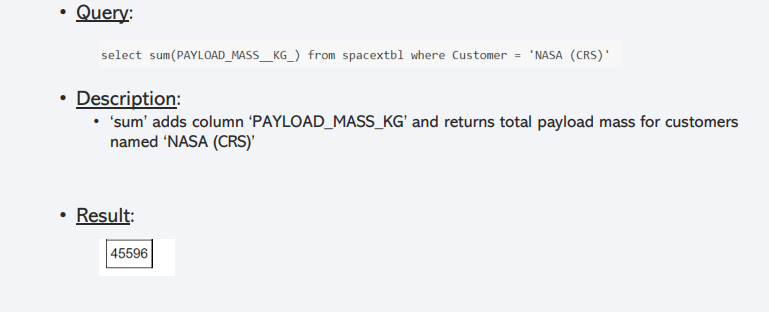 • Query:
select sum(PAYLOAD_MASS__KG_) from spacextbl where Customer = 'NASA (CRS)'
• Description:
• ‘sum’ adds column ‘PAYLOAD_MASS_KG’ and returns total payload mass for customers
named ‘NASA (CRS)’
• Result:
45596